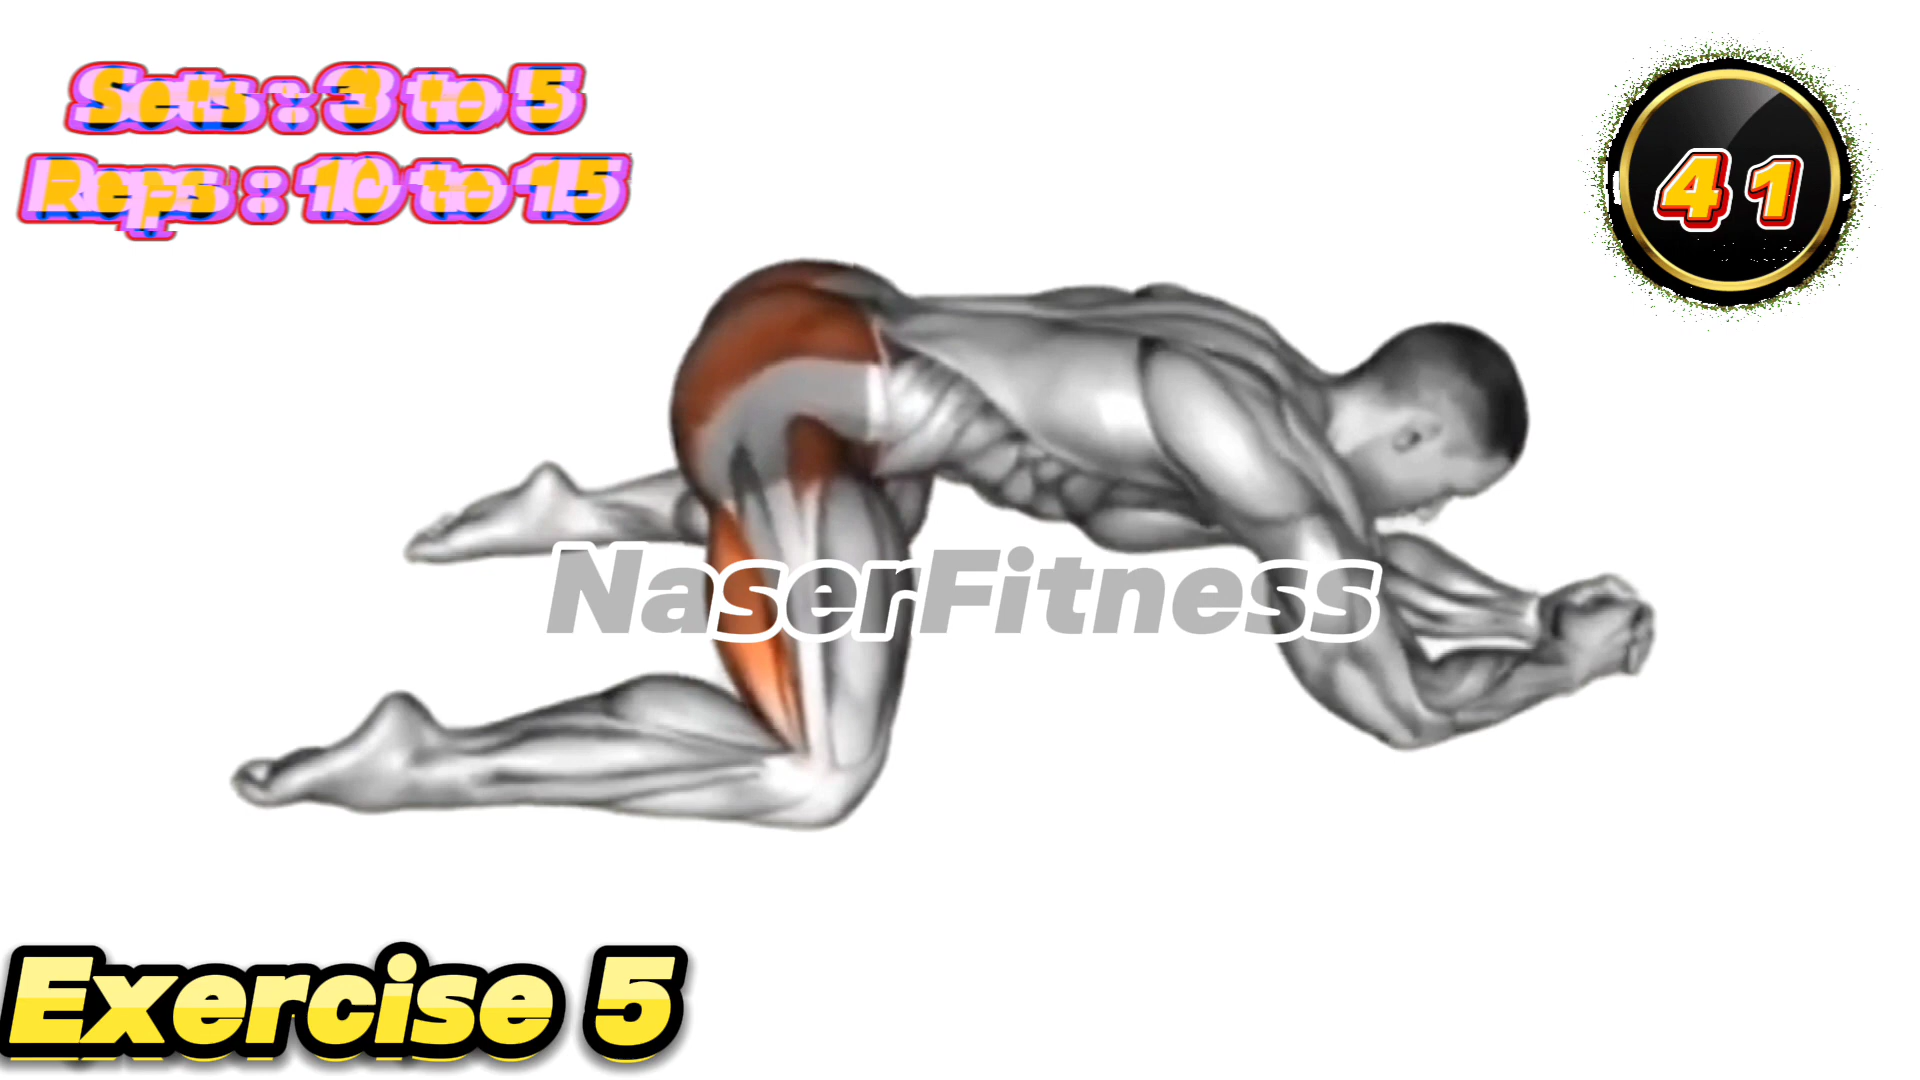 Sets : 3 to 5
Reps : 10 to 15
41
NaserFitness
Exercise 5